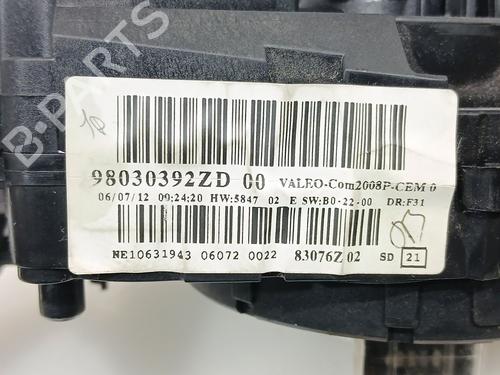 B-PARTS
98030392ZD 00 VALEO-Com2008P-CEM 0
06/07/12 09:24:20 HW:5847 02 E SW:B0-22-00 DR:F31
NE10631943 06072 0022 83076Z 02 SD 21